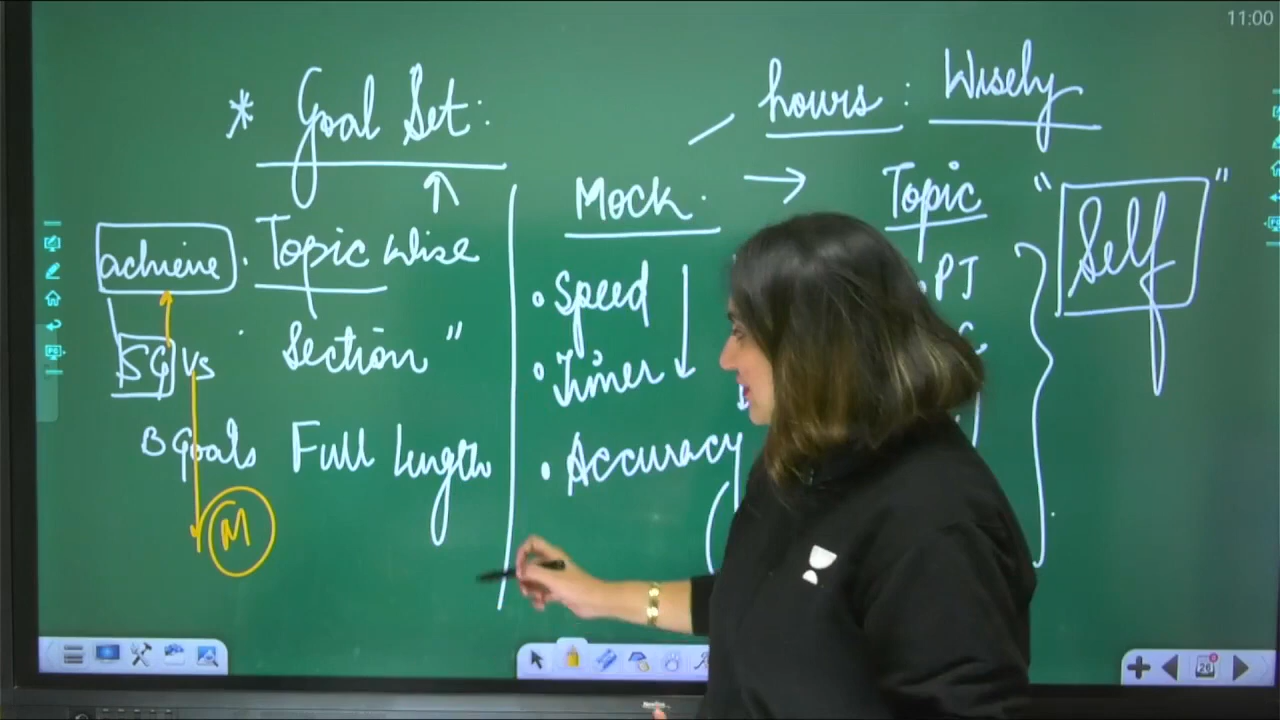 11:00
* Goal Set:
hours : Wisely
achieve
. Topic Wise
Section "
SG Vs
B Goals
Full Length
M
Mock.
• Speed
• Timer
• Accuracy
Topic
. PJ
C
" Self "
26